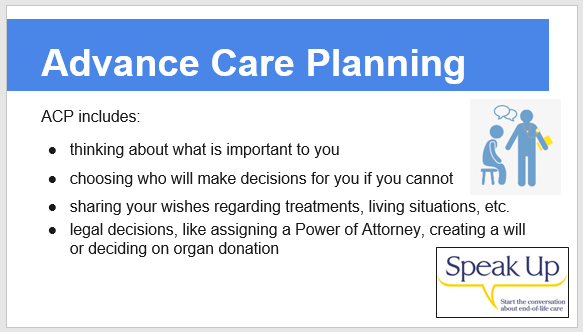 Advance Care Planning
ACP includes:
● thinking about what is important to you
● choosing who will make decisions for you if you cannot
● sharing your wishes regarding treatments, living situations, etc.
● legal decisions, like assigning a Power of Attorney, creating a will
or deciding on organ donation
Speak Up
Start the conversation
about end-of-life care